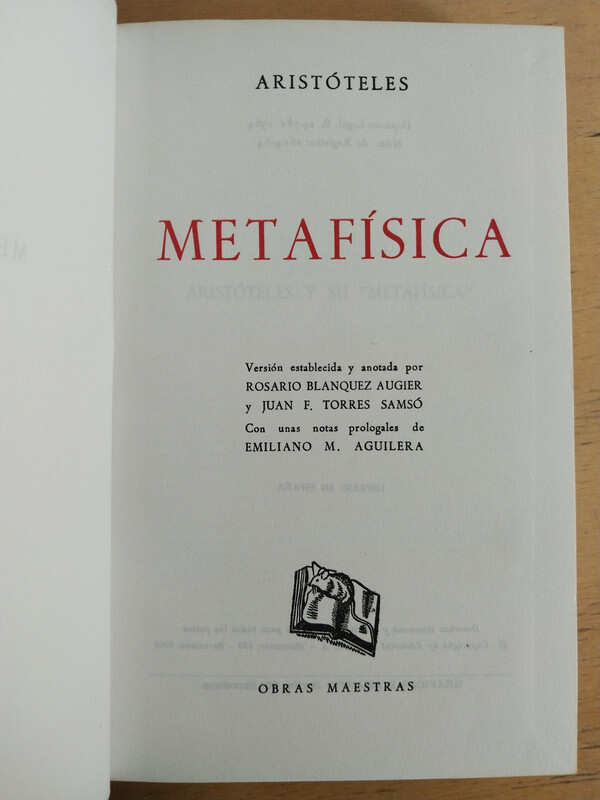 ARISTÓTELES
METAFÍSICA
Versión establecida y anotada por
ROSARIO BLANQUEZ AUGIER
y JUAN F. TORRES SAMSÓ
Con unas notas prologales de
EMILIANO M. AGUILERA
OBRAS MAESTRAS